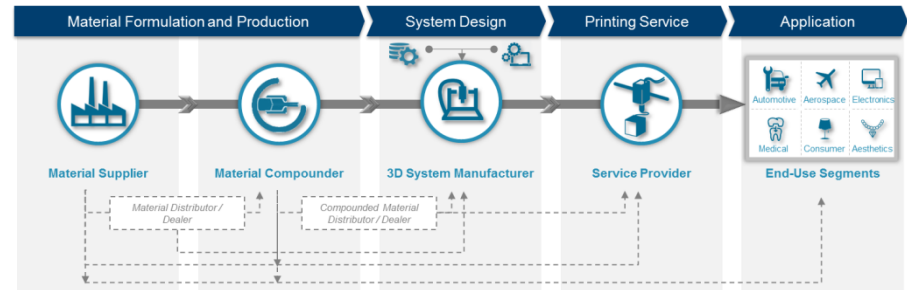 Material Formulation and Production
System Design
Printing Service
Application
Automotive
Aerospace
Electronics
Medical
Consumer
Aesthetics
Material Supplier
Material Compounder
3D System Manufacturer
Service Provider
End-Use Segments
Material Distributor /
Dealer
Compounded Material
Distributor / Dealer